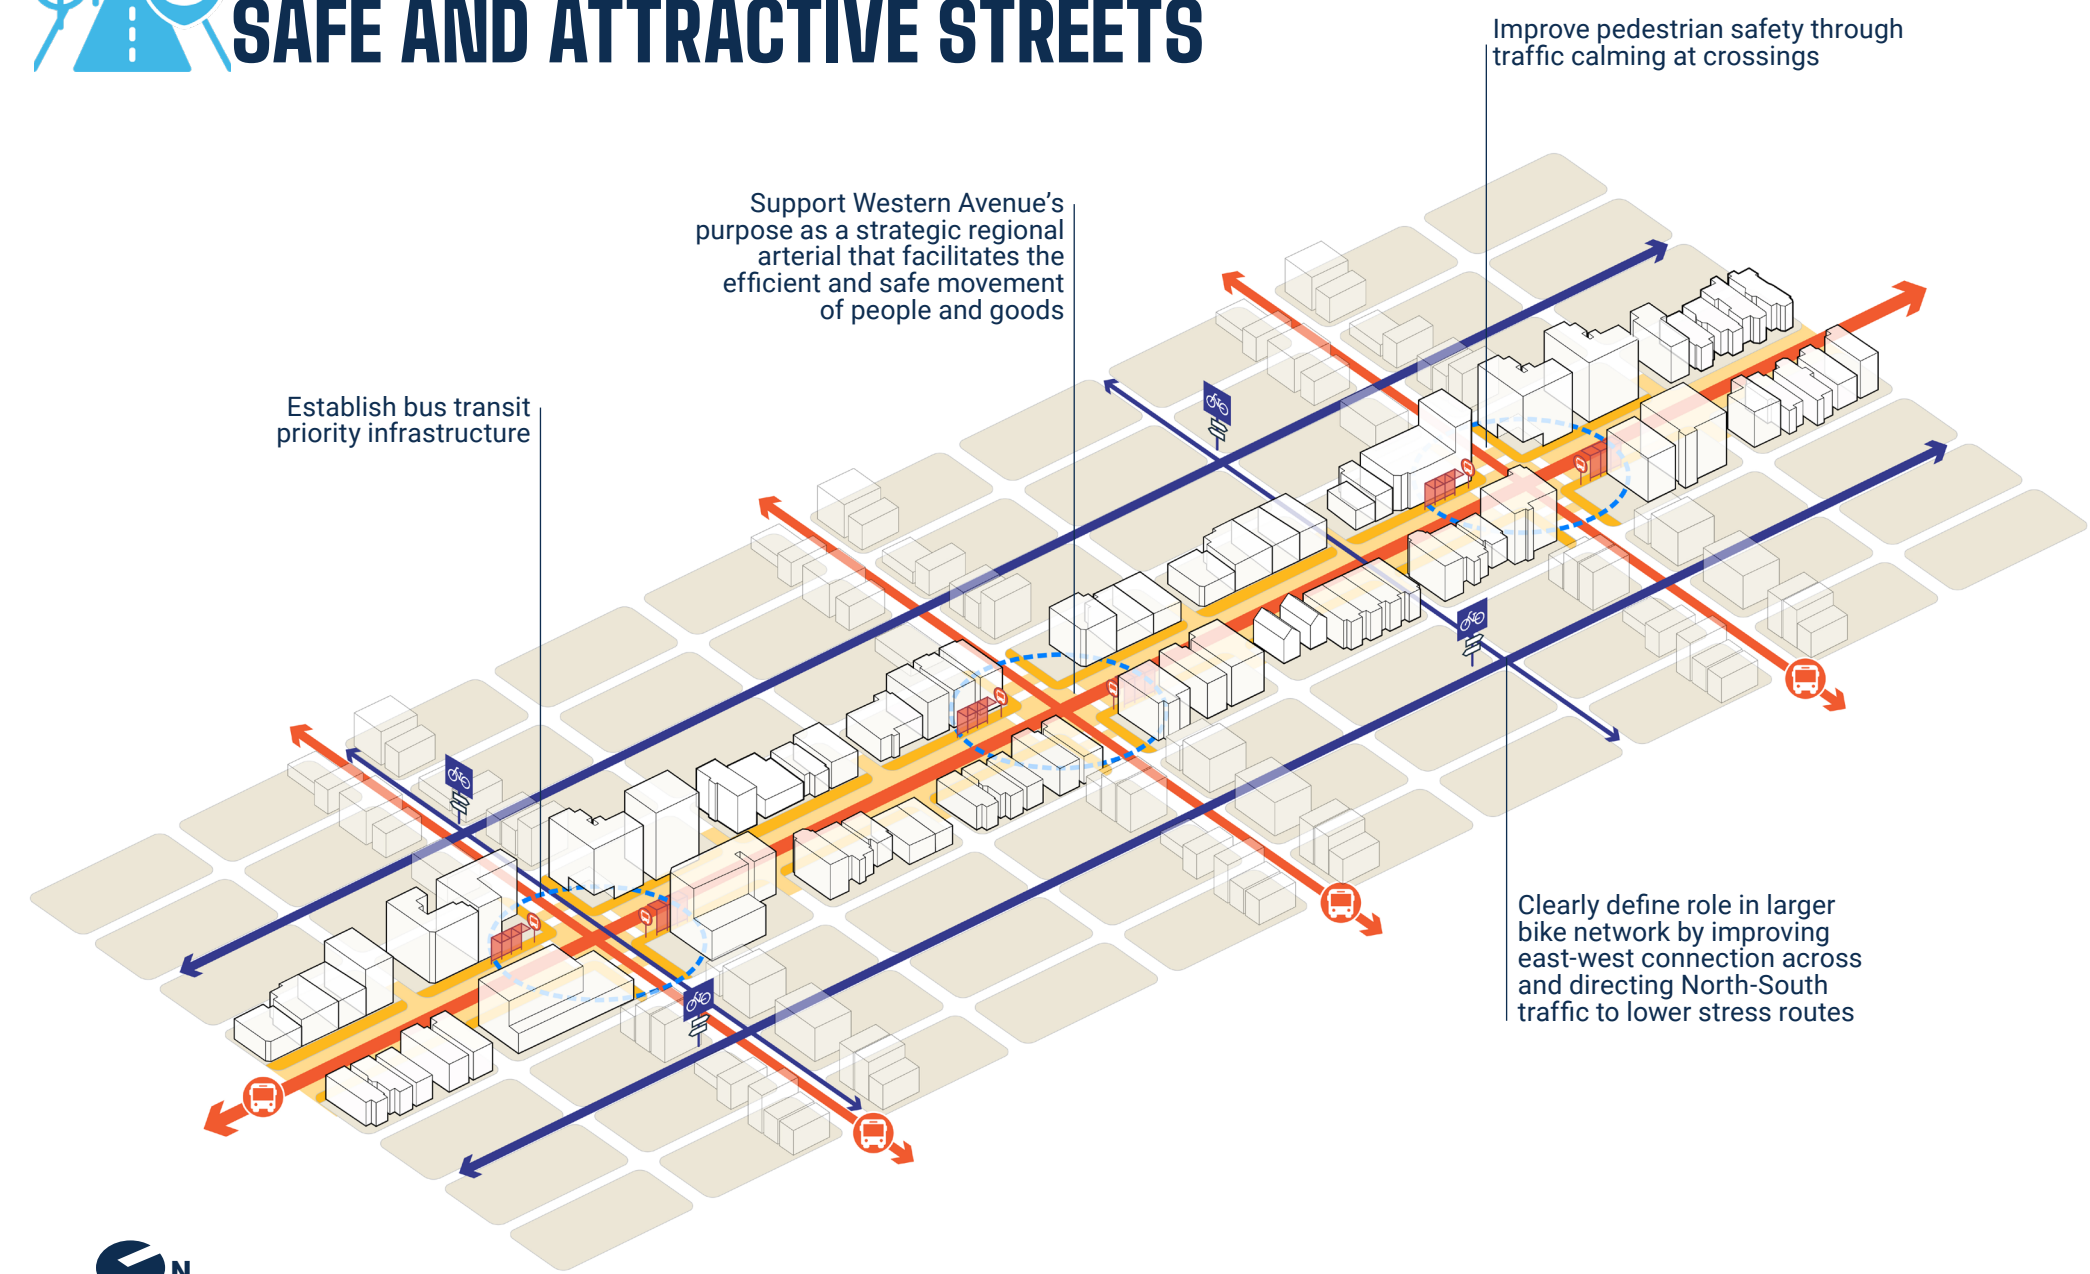 SAFE AND ATTRACTIVE STREETS
Improve pedestrian safety through
traffic calming at crossings
Support Western Avenue’s
purpose as a strategic regional
arterial that facilitates the
efficient and safe movement
of people and goods
Establish bus transit
priority infrastructure
Clearly define role in larger
bike network by improving
east-west connection across
and directing North-South
traffic to lower stress routes
N